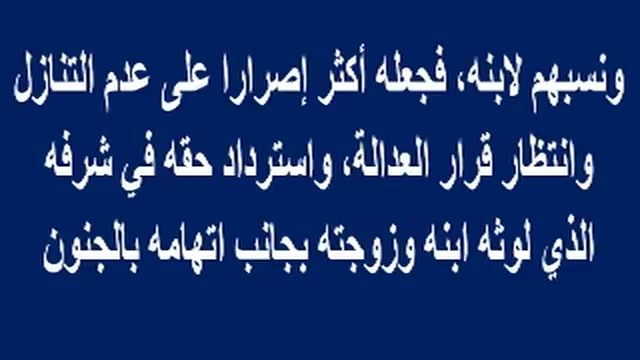 ونسبهم لابنه، فجعله أكثر إصرارا على عدم التنازل
وانتظار قرار العدالة، واسترداد حقه في شرفه
الذي لوثه ابنه وزوجته بجانب اتهامه بالجنون